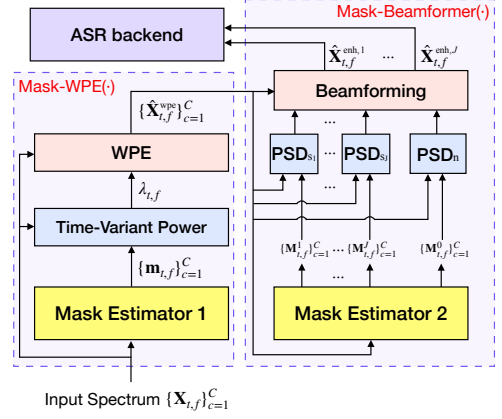 Mask-Beamformer(·)
ASR backend
X̂^{enh,1}_{t,f} ... X̂^{enh,J}_{t,f}
Mask-WPE(·)
{X̂^{wpe}_{t,f}}^C_{c=1}
Beamforming
...
WPE
PSD_{s_1} ... PSD_{s_J} PSD_n
λ_{t,f}
...
Time-Variant Power
{M^1_{t,f}}^C_{c=1} ... {M^J_{t,f}}^C_{c=1} {M^0_{t,f}}^C_{c=1}
{m_{t,f}}^C_{c=1}
...
Mask Estimator 1
Mask Estimator 2
Input Spectrum {X_{t,f}}^C_{c=1}